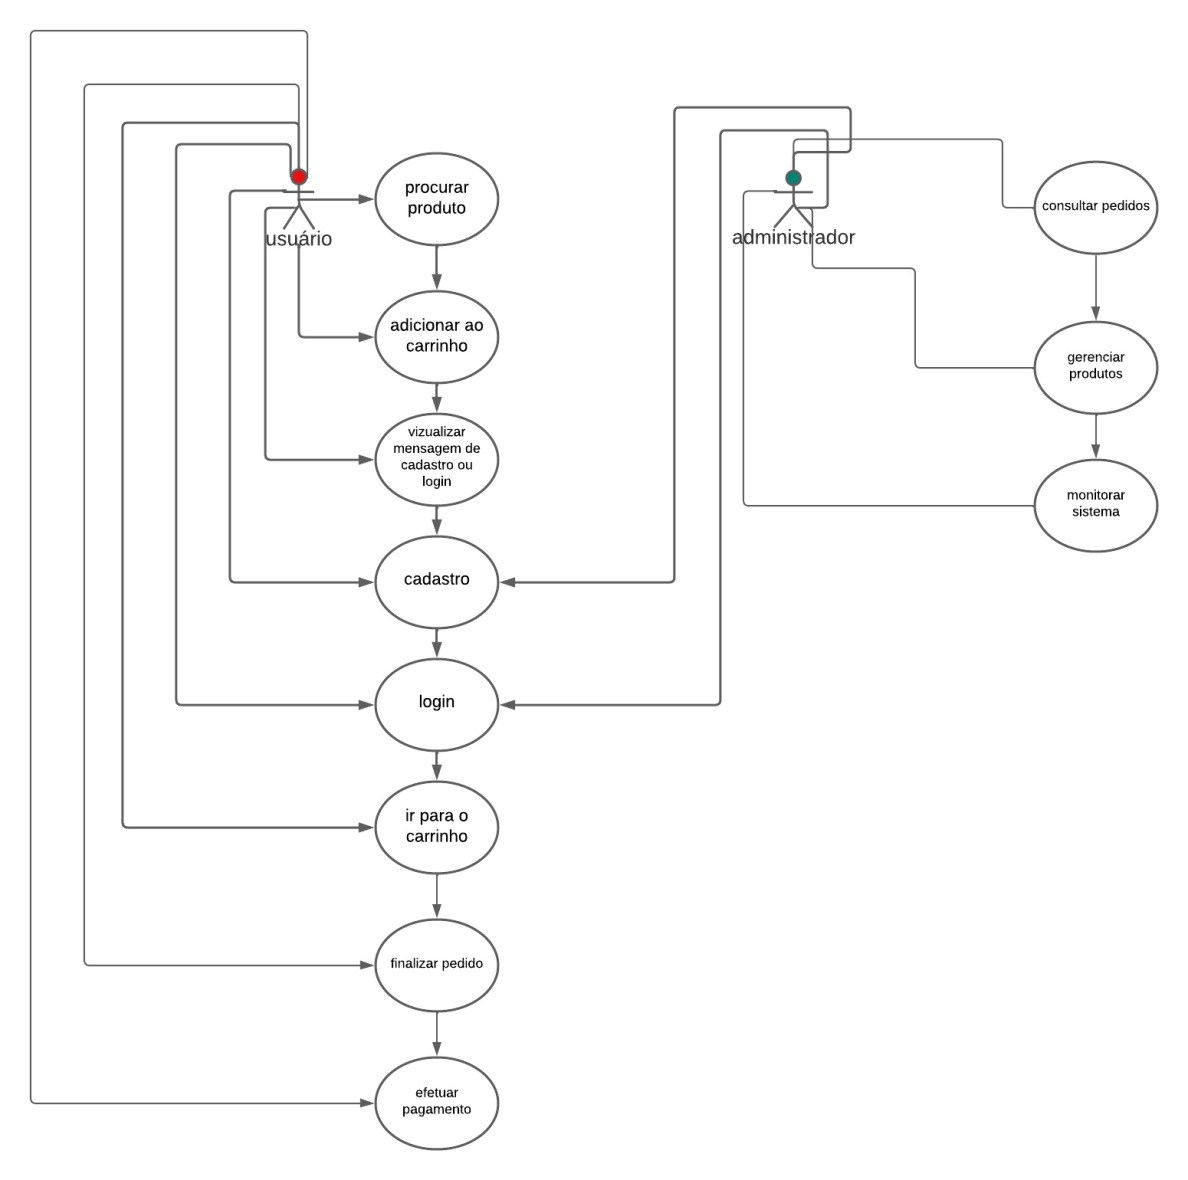 procurar
produto
usuário
adicionar ao
carrinho
vizualizar
mensagem de
cadastro ou
login
cadastro
login
ir para o
carrinho
finalizar pedido
efetuar
pagamento
administrador
consultar pedidos
gerenciar
produtos
monitorar
sistema